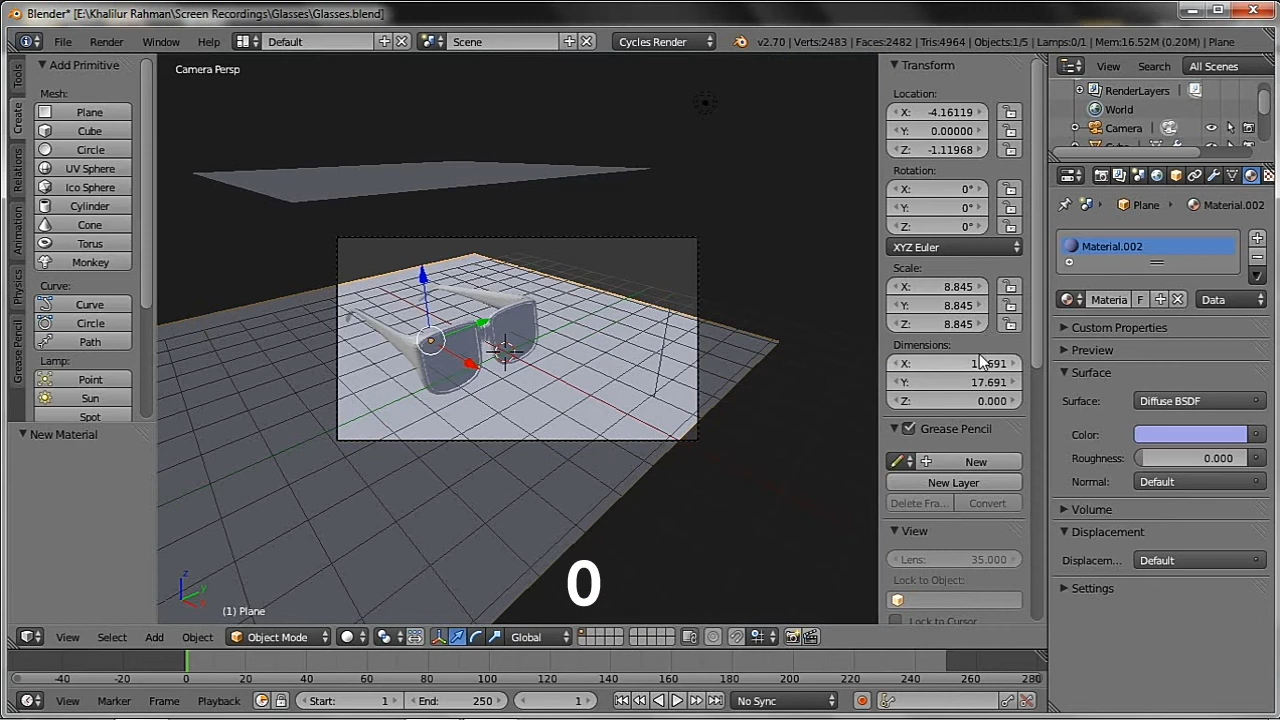 Blender* [E:\Khalilur Rahman\Screen Recordings\Glasses\Glasses.blend]
File Render Window Help Default Scene Cycles Render v2.70 | Verts:2483 | Faces:2482 | Tris:4964 | Objects:1/5 | Lamps:0/1 | Mem:16.52M (0.20M) | Plane
Tools
Create
Relations
Animation
Physics
Grease Pencil
Add Primitive
Mesh:
Plane
Cube
Circle
UV Sphere
Ico Sphere
Cylinder
Cone
Torus
Monkey
Curve:
Curve
Circle
Path
Lamp:
Point
Sun
Spot
New Material
Camera Persp
z
y
x
(1) Plane
0
Transform
Location:
X: -4.16119
Y: 0.00000
Z: -1.11968
Rotation:
X: 0°
Y: 0°
Z: 0°
XYZ Euler
Scale:
X: 8.845
Y: 8.845
Z: 8.845
Dimensions:
Y: 17.691
Z: 0.000
Grease Pencil
New
New Layer
Delete Fra... Convert
View
Lens: 35.000
Lock to Object:
Lock to Cursor
View Search All Scenes
RenderLayers
World
Camera
Plane Material.002
Material.002
Materia F Data
Custom Properties
Preview
Surface
Surface: Diffuse BSDF
Color:
Roughness: 0.000
Normal: Default
Volume
Displacement
Displacem... Default
Settings
View Select Add Object Object Mode Global
-40 -20 0 20 40 60 80 100 120 140 160 180 200 220 240 260 280
View Marker Frame Playback Start: 1 End: 250 1 No Sync